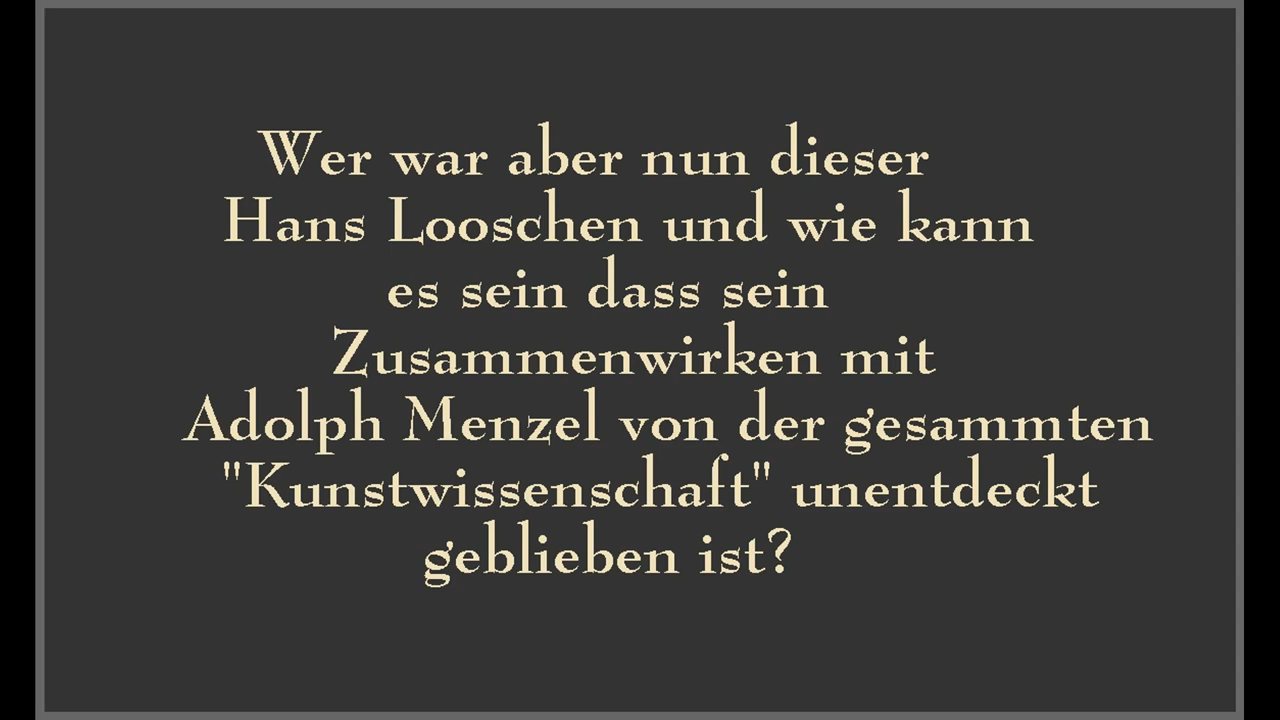 Wer war aber nun dieser
Hans Looschen und wie kann
es sein dass sein
Zusammenwirken mit
Adolph Menzel von der gesammten
"Kunstwissenschaft" unentdeckt
geblieben ist?